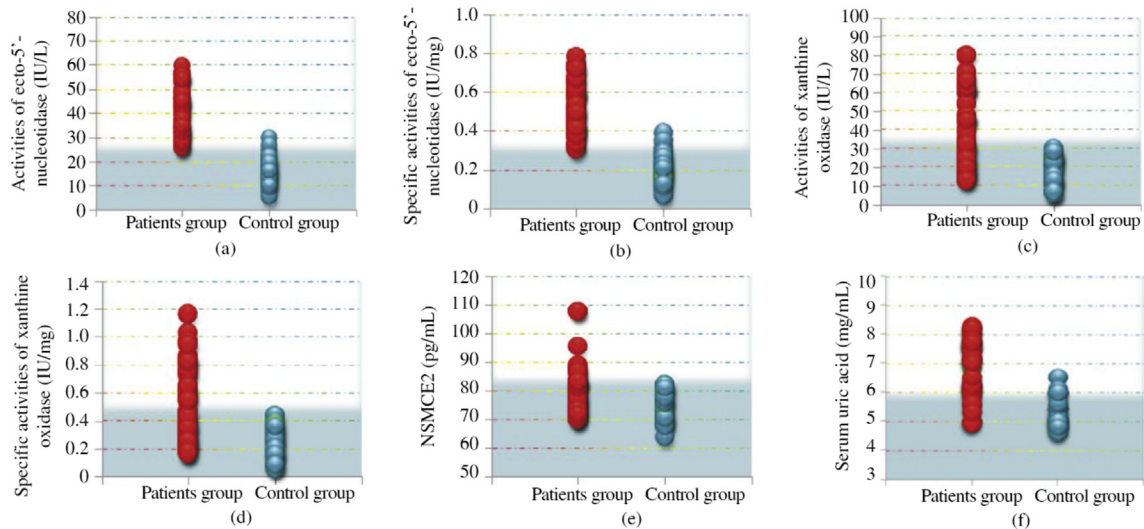 Activities of ecto-5’-
nucleotidase (IU/L)
80
70
60
50
40
30
20
10
0
Patients group
Control group
(a)
Specific activities of ecto-5’-
nucleotidase (IU/mg)
1.0
0.8
0.6
0.4
0.2
0
Patients group
Control group
(b)
Activities of xanthine
oxidase (IU/L)
100
90
80
70
60
50
40
30
20
10
0
Patients group
Control group
(c)
Specific activities of xanthine
oxidase (IU/mg)
1.4
1.2
1.0
0.8
0.6
0.4
0.2
0
Patients group
Control group
(d)
NSMCE2 (pg/mL)
120
110
100
90
80
70
60
50
Patients group
Control group
(e)
Serum uric acid (mg/mL)
10
9
8
7
6
5
4
3
Patients group
Control group
(f)